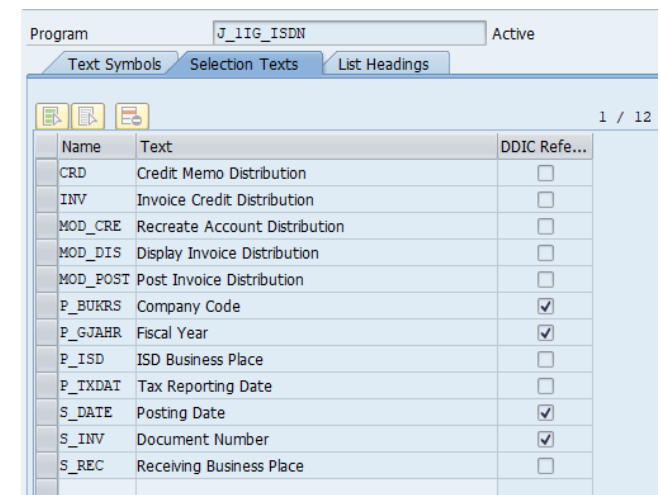 Program J_1IG_ISDN Active
Text Symbols Selection Texts List Headings
1 / 12
Name Text DDIC Refe...
CRD Credit Memo Distribution
INV Invoice Credit Distribution
MOD_CRE Recreate Account Distribution
MOD_DIS Display Invoice Distribution
MOD_POST Post Invoice Distribution
P_BUKRS Company Code
P_GJAHR Fiscal Year
P_ISD ISD Business Place
P_TXDAT Tax Reporting Date
S_DATE Posting Date
S_INV Document Number
S_REC Receiving Business Place